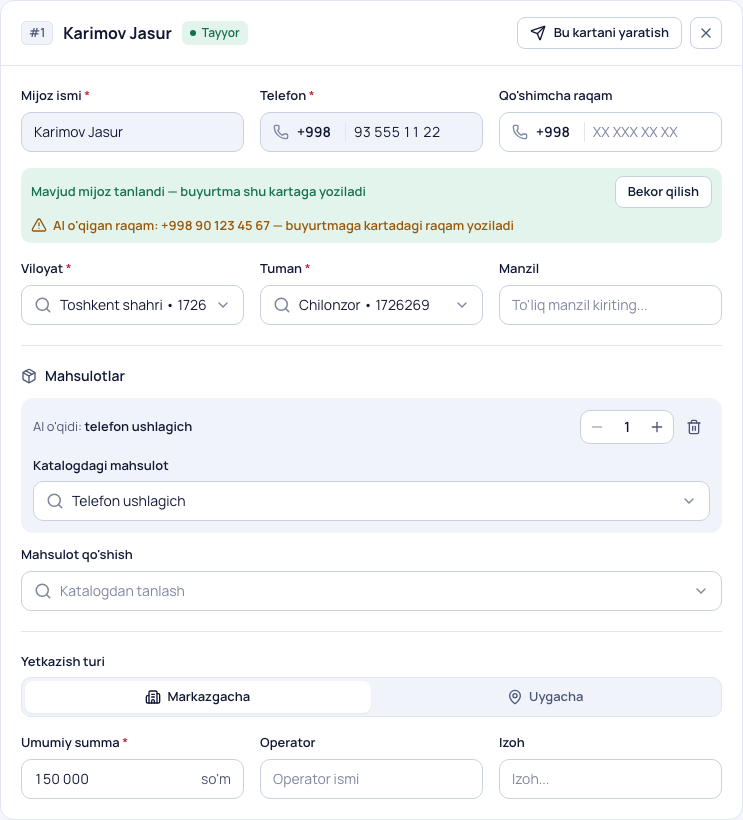 #1 Karimov Jasur Tayyor Bu kartani yaratish
Mijoz ismi * Telefon * Qo'shimcha raqam
Karimov Jasur +998 93 555 11 22 +998 XX XXX XX XX
Mavjud mijoz tanlandi — buyurtma shu kartaga yoziladi Bekor qilish
AI o'qigan raqam: +998 90 123 45 67 — buyurtmaga kartadagi raqam yoziladi
Viloyat * Tuman * Manzil
Toshkent shahri • 1726 Chilonzor • 1726269 To'liq manzil kiriting...
Mahsulotlar
AI o'qidi: telefon ushlagich 1
Katalogdagi mahsulot
Telefon ushlagich
Mahsulot qo'shish
Katalogdan tanlash
Yetkazish turi
Markazgacha Uygacha
Umumiy summa * Operator Izoh
150 000 so'm Operator ismi Izoh...